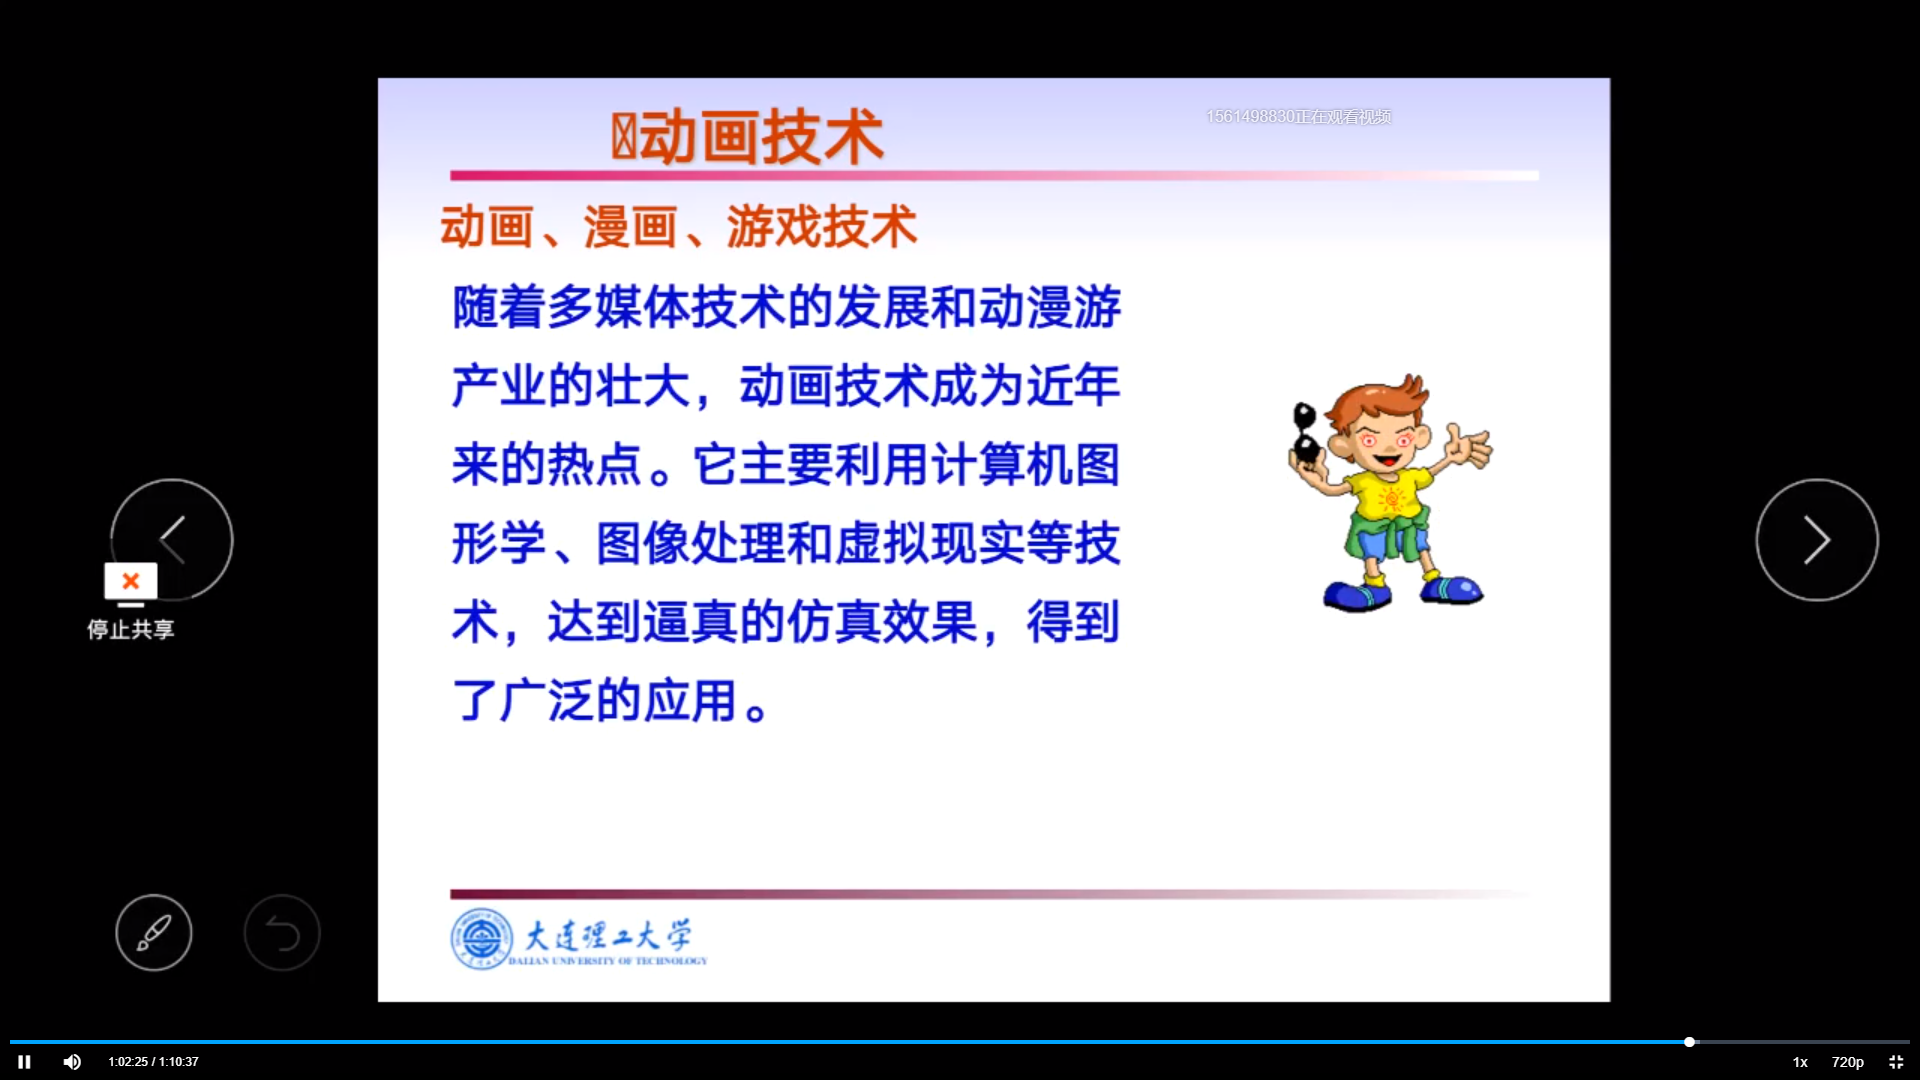 动画技术
1561498830正在观看视频
动画、漫画、游戏技术
随着多媒体技术的发展和动漫游
产业的壮大，动画技术成为近年
来的热点。它主要利用计算机图
形学、图像处理和虚拟现实等技
术，达到逼真的仿真效果，得到
了广泛的应用。
停止共享
大连理工大学
DALIAN UNIVERSITY OF TECHNOLOGY
1:02:25 / 1:10:37
1x
720p